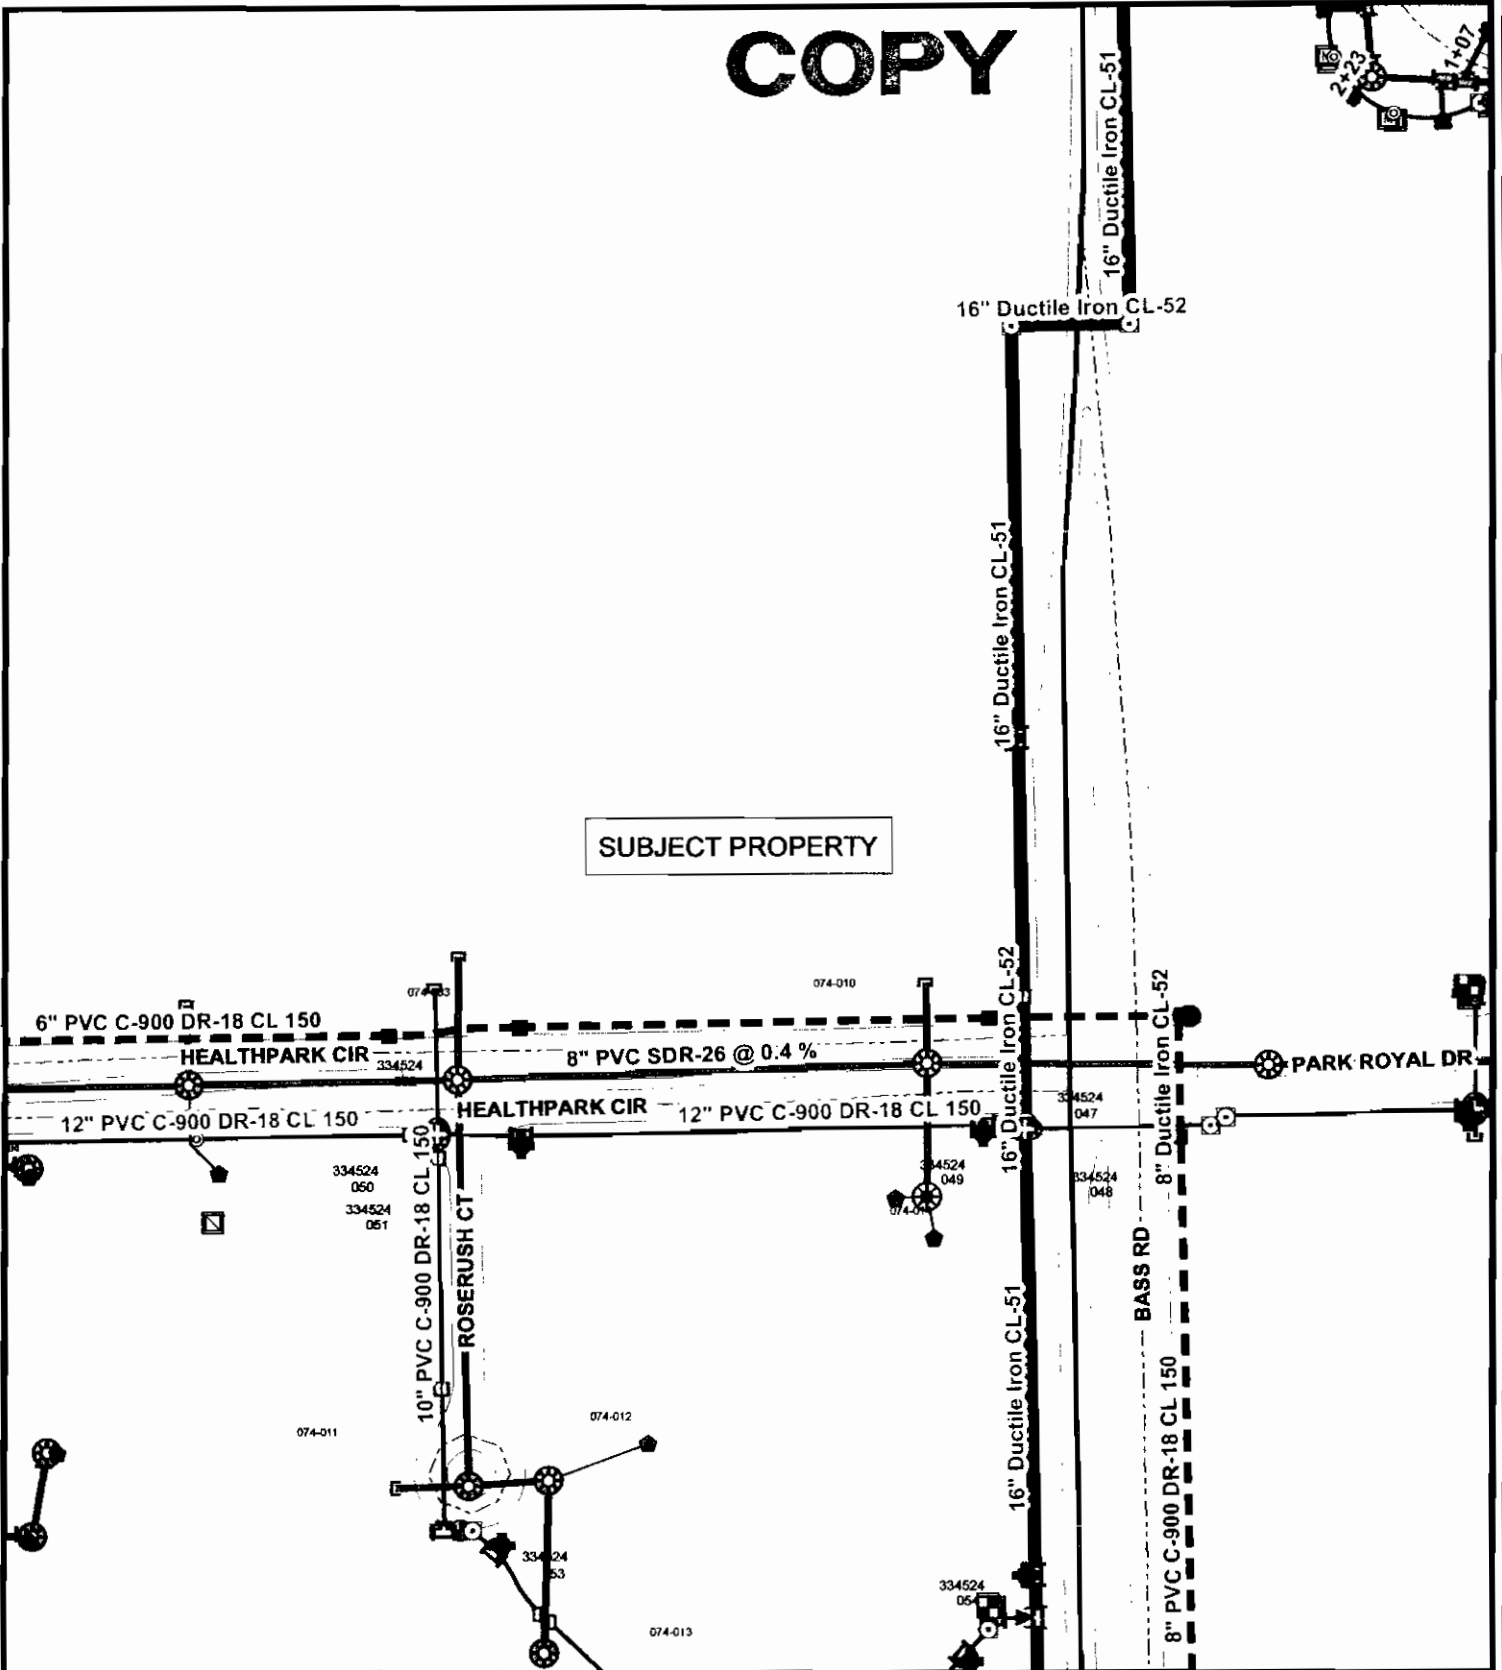 COPY
2+23
1+07
16" Ductile Iron CL-51
16" Ductile Iron CL-52
16" Ductile Iron CL-51
SUBJECT PROPERTY
16" Ductile Iron CL-52
8" Ductile Iron CL-52
074-010
6" PVC C-900 DR-18 CL 150
HEALTHPARK CIR
334524
8" PVC SDR-26 @ 0.4 %
PARK ROYAL DR
12" PVC C-900 DR-18 CL 150
HEALTHPARK CIR
12" PVC C-900 DR-18 CL 150
334524
047
334524
050
334524
051
334524
049
334524
048
10" PVC C-900 DR-18 CL 150
ROSERUSH CT
BASS RD
16" Ductile Iron CL-51
8" PVC C-900 DR-18 CL 150
074-011
074-012
334524
53
334524
054
074-013